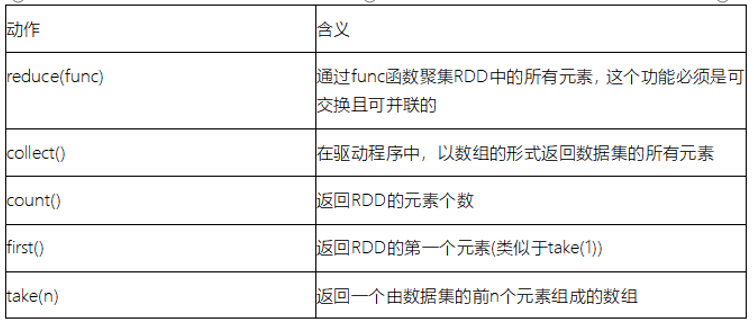 动作 含义
reduce(func) 通过func函数聚集RDD中的所有元素，这个功能必须是可
交换且可并联的
collect() 在驱动程序中，以数组的形式返回数据集的所有元素
count() 返回RDD的元素个数
first() 返回RDD的第一个元素(类似于take(1))
take(n) 返回一个由数据集的前n个元素组成的数组